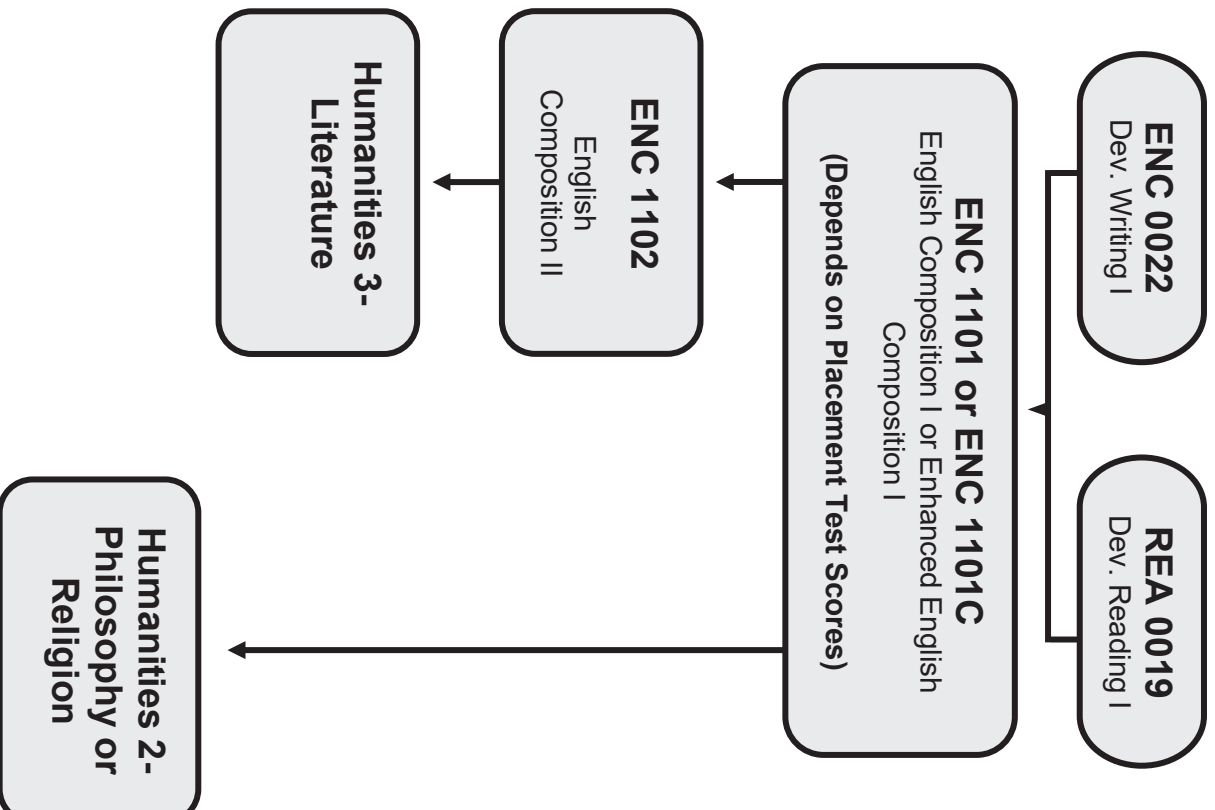 ENC 0022
Dev. Writing I
REA 0019
Dev. Reading I
ENC 1101 or ENC 1101C
English Composition I or Enhanced English
Composition I
(Depends on Placement Test Scores)
ENC 1102
English
Composition II
Humanities 3-
Literature
Humanities 2-
Philosophy or
Religion